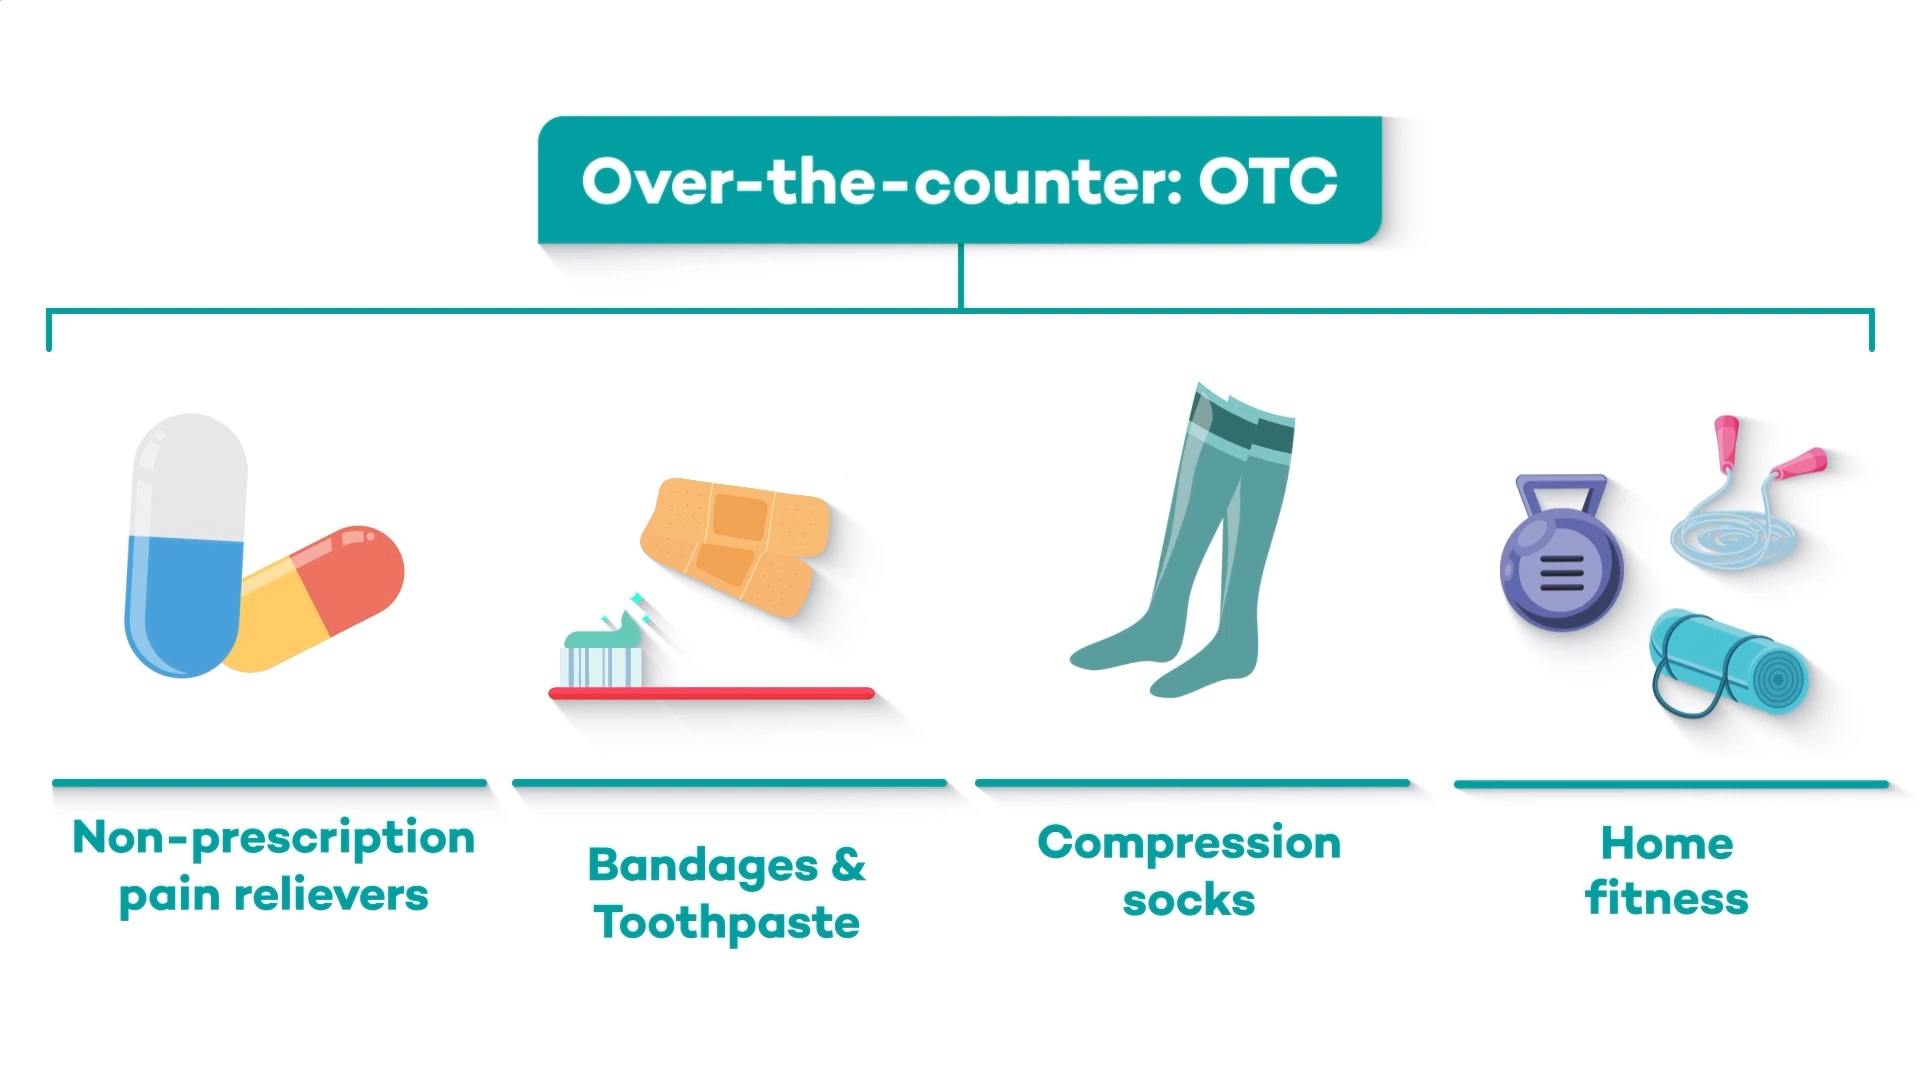 Over-the-counter: OTC
Non-prescription
pain relievers
Bandages &
Toothpaste
Compression
socks
Home
fitness